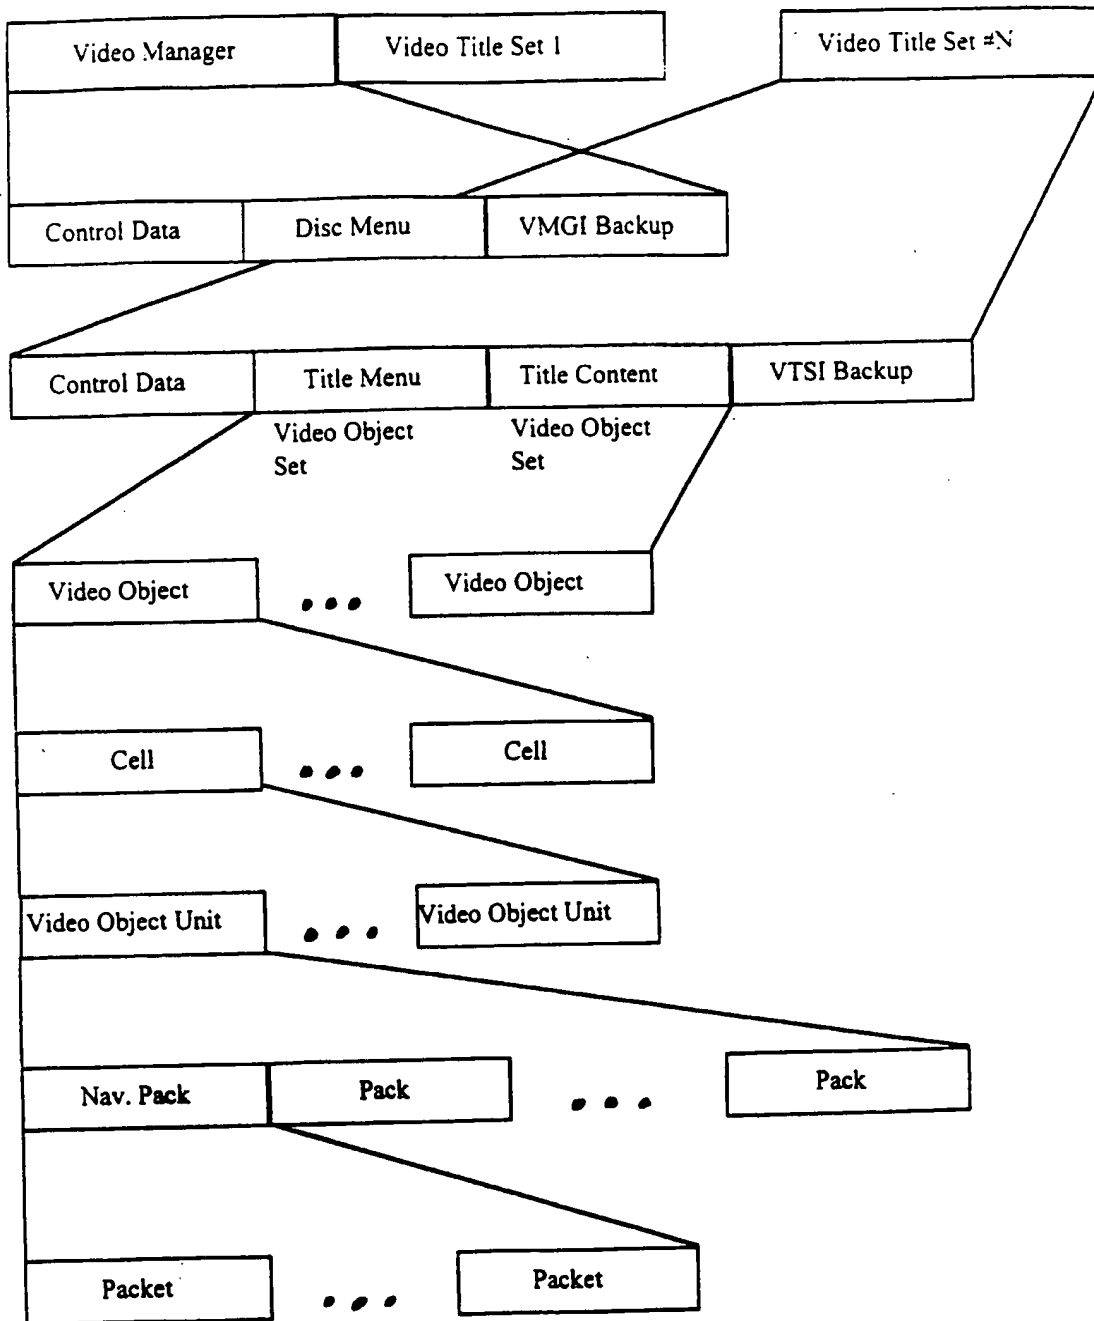 Video Manager
Video Title Set 1
Video Title Set #N
Control Data
Disc Menu
VMGI Backup
Control Data
Title Menu
Title Content
VTSI Backup
Video Object
Set
Video Object
Set
Video Object
Video Object
Cell
Cell
Video Object Unit
Video Object Unit
Nav. Pack
Pack
Pack
Packet
Packet